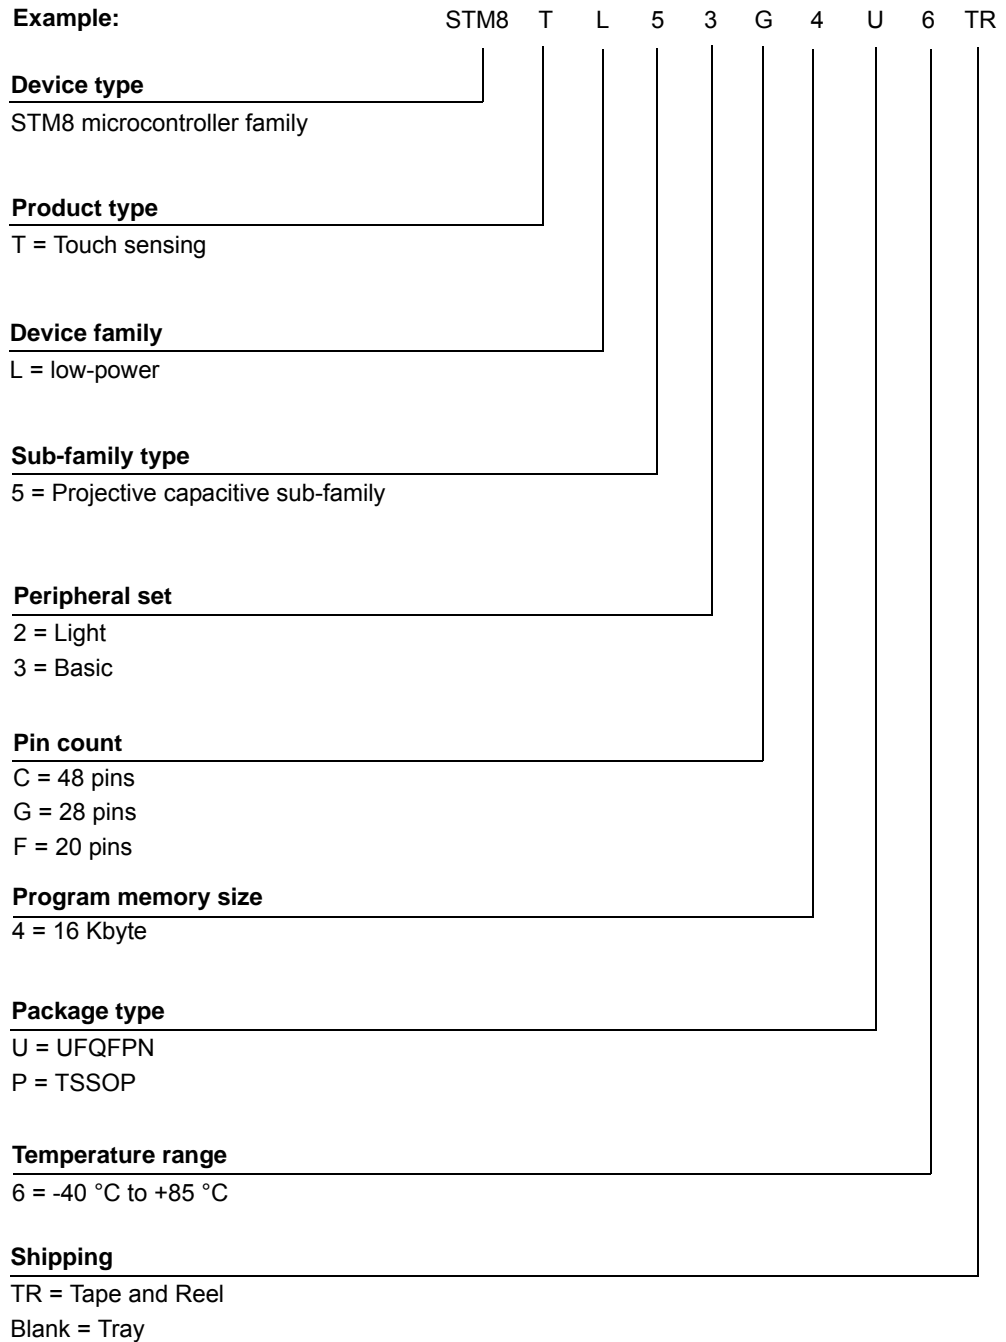 Example: STM8 T L 5 3 G 4 U 6 TR
Device type
STM8 microcontroller family
Product type
T = Touch sensing
Device family
L = low-power
Sub-family type
5 = Projective capacitive sub-family
Peripheral set
2 = Light
3 = Basic
Pin count
C = 48 pins
G = 28 pins
F = 20 pins
Program memory size
4 = 16 Kbyte
Package type
U = UFQFPN
P = TSSOP
Temperature range
6 = -40 °C to +85 °C
Shipping
TR = Tape and Reel
Blank = Tray